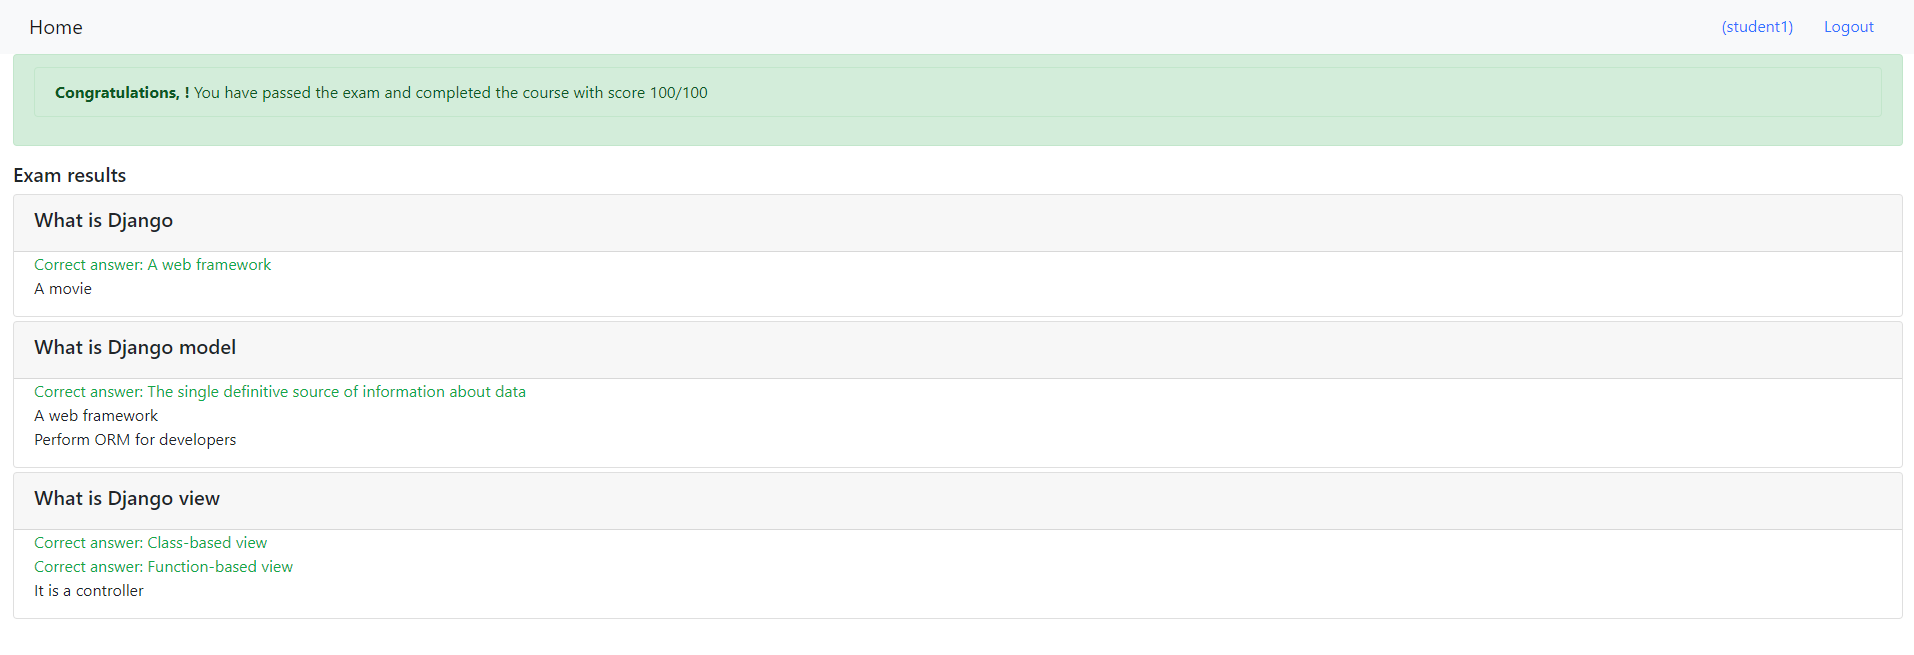 Home (student1) Logout
Congratulations, ! You have passed the exam and completed the course with score 100/100
Exam results
What is Django
Correct answer: A web framework
A movie
What is Django model
Correct answer: The single definitive source of information about data
A web framework
Perform ORM for developers
What is Django view
Correct answer: Class-based view
Correct answer: Function-based view
It is a controller